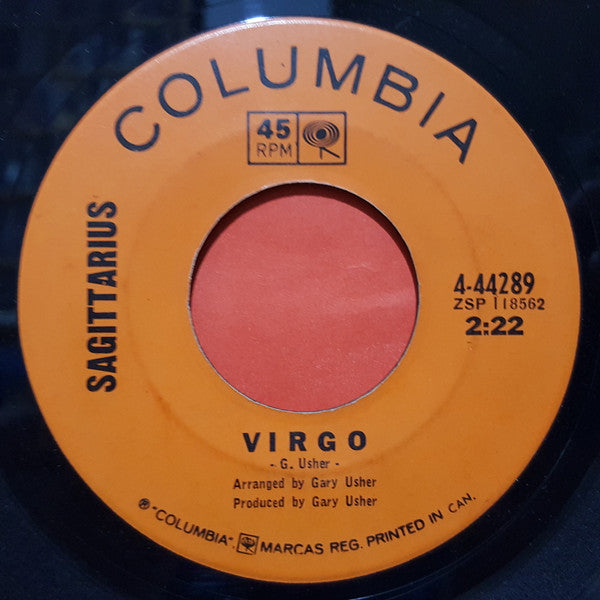 COLUMBIA
45
RPM
SAGITTARIUS
4-44289
ZSP 118562
2:22
VIRGO
- G. Usher -
Arranged by Gary Usher
Produced by Gary Usher
® "COLUMBIA", MARCAS REG. PRINTED IN CAN.